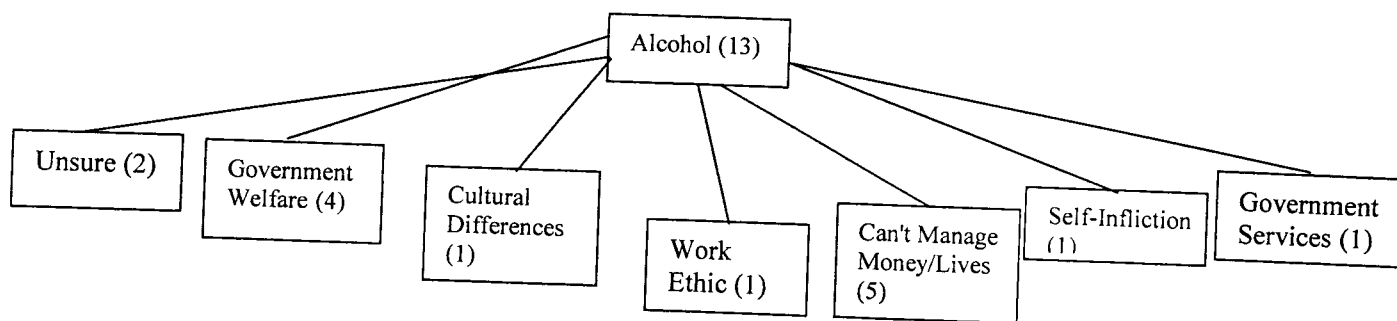 Alcohol (13)
Unsure (2)
Government
Welfare (4)
Cultural
Differences
(1)
Work
Ethic (1)
Can't Manage
Money/Lives
(5)
Self-Infliction
(1)
Government
Services (1)